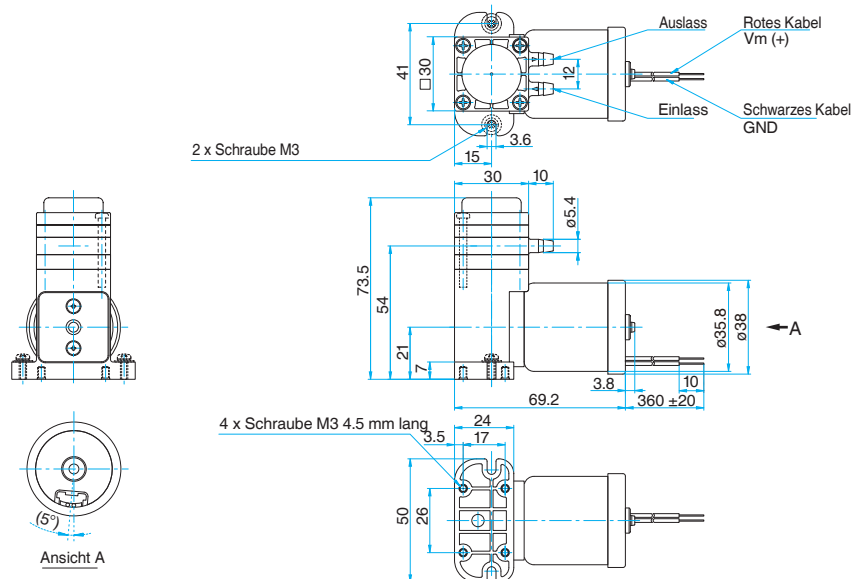 Auslass
Rotes Kabel
Vm (+)
41
□30
12
Einlass
Schwarzes Kabel
GND
2 x Schraube M3
3.6
15
30
10
ø5.4
73.5
54
21
7
ø35.8
ø38
A
3.8
10
69.2
360 ±20
4 x Schraube M3 4.5 mm lang
24
3.5
17
50
26
(5°)
Ansicht A